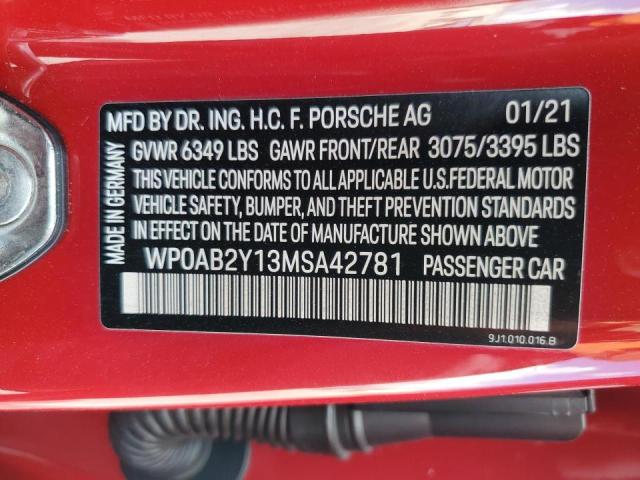 MFD BY DR. ING. H.C. F. PORSCHE AG 01/21
GVWR 6349 LBS GAWR FRONT/REAR 3075/3395 LBS
THIS VEHICLE CONFORMS TO ALL APPLICABLE U.S.FEDERAL MOTOR
VEHICLE SAFETY, BUMPER, AND THEFT PREVENTION STANDARDS
IN EFFECT ON THE DATE OF MANUFACTURE SHOWN ABOVE
WP0AB2Y13MSA42781 PASSENGER CAR
9J1.010.016.B
MADE IN GERMANY